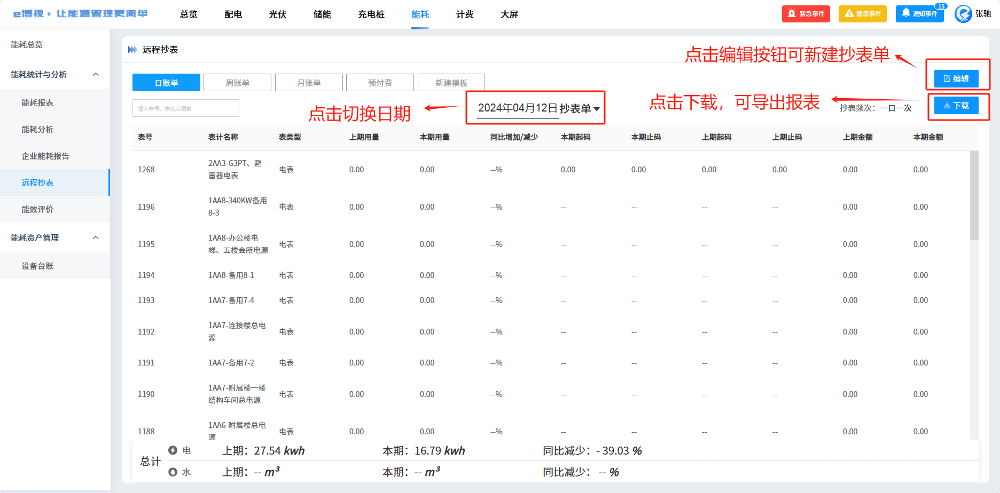 e博视，让能源管理更简单
总览 配电 光伏 储能 充电桩 能耗 计费 大屏
紧急事件 隐患事件 通知事件 15 张驰
能耗总览
能耗统计与分析
能耗报表
能耗分析
企业能耗报告
远程抄表
能效评价
能耗资产管理
设备台账
远程抄表
点击编辑按钮可新建抄表单
日账单 周账单 月账单 预付费 新建模板
编辑
输入表号、表名以搜索
点击切换日期
2024年04月12日抄表单
点击下载，可导出报表
抄表频次：一日一次
下载
表号 表计名称 表类型 上期用量 本期用量 同比增加/减少 本期起码 本期止码 上期起码 上期止码 上期金额 本期金额
1268 2AA3-G3PT、避 电表 0.00 0.00 --% 0.00 0.00 0.00 0.00 0.00 0.00
雷器电表
1196 1AA8-340KW备用 电表 0.00 0.00 --% -- -- -- -- 0.00 0.00
8-3
1195 1AA8-办公楼电 电表 0.00 0.00 --% -- -- -- -- 0.00 0.00
梯、五楼会所电源
1194 1AA8-备用8-1 电表 0.00 0.00 --% -- -- -- -- 0.00 0.00
1193 1AA7-备用7-4 电表 0.00 0.00 --% -- -- -- -- 0.00 0.00
1192 1AA7-连接楼总电 电表 0.00 0.00 --% -- -- -- -- 0.00 0.00
源
1191 1AA7-备用7-2 电表 0.00 0.00 --% -- -- -- -- 0.00 0.00
1190 1AA7-附属楼一楼 电表 0.00 0.00 --% -- -- -- -- 0.00 0.00
结构车间总电源
1188 1AA6-附属楼总电 电表 0.00 0.00 --% -- -- -- -- 0.00 0.00
源
总计
电 上期：27.54 kwh 本期：16.79 kwh 同比减少：- 39.03 %
水 上期：-- m³ 本期：-- m³ 同比减少： -- %